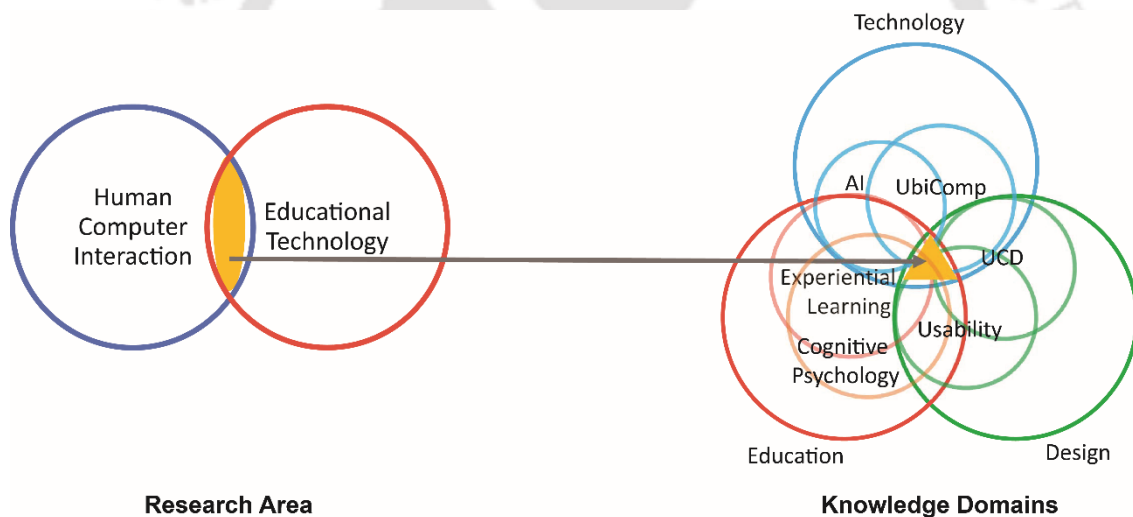 Technology
Human
Computer
Interaction
Educational
Technology
AI
UbiComp
UCD
Experiential
Learning
Usability
Cognitive
Psychology
Education
Design
Research Area
Knowledge Domains